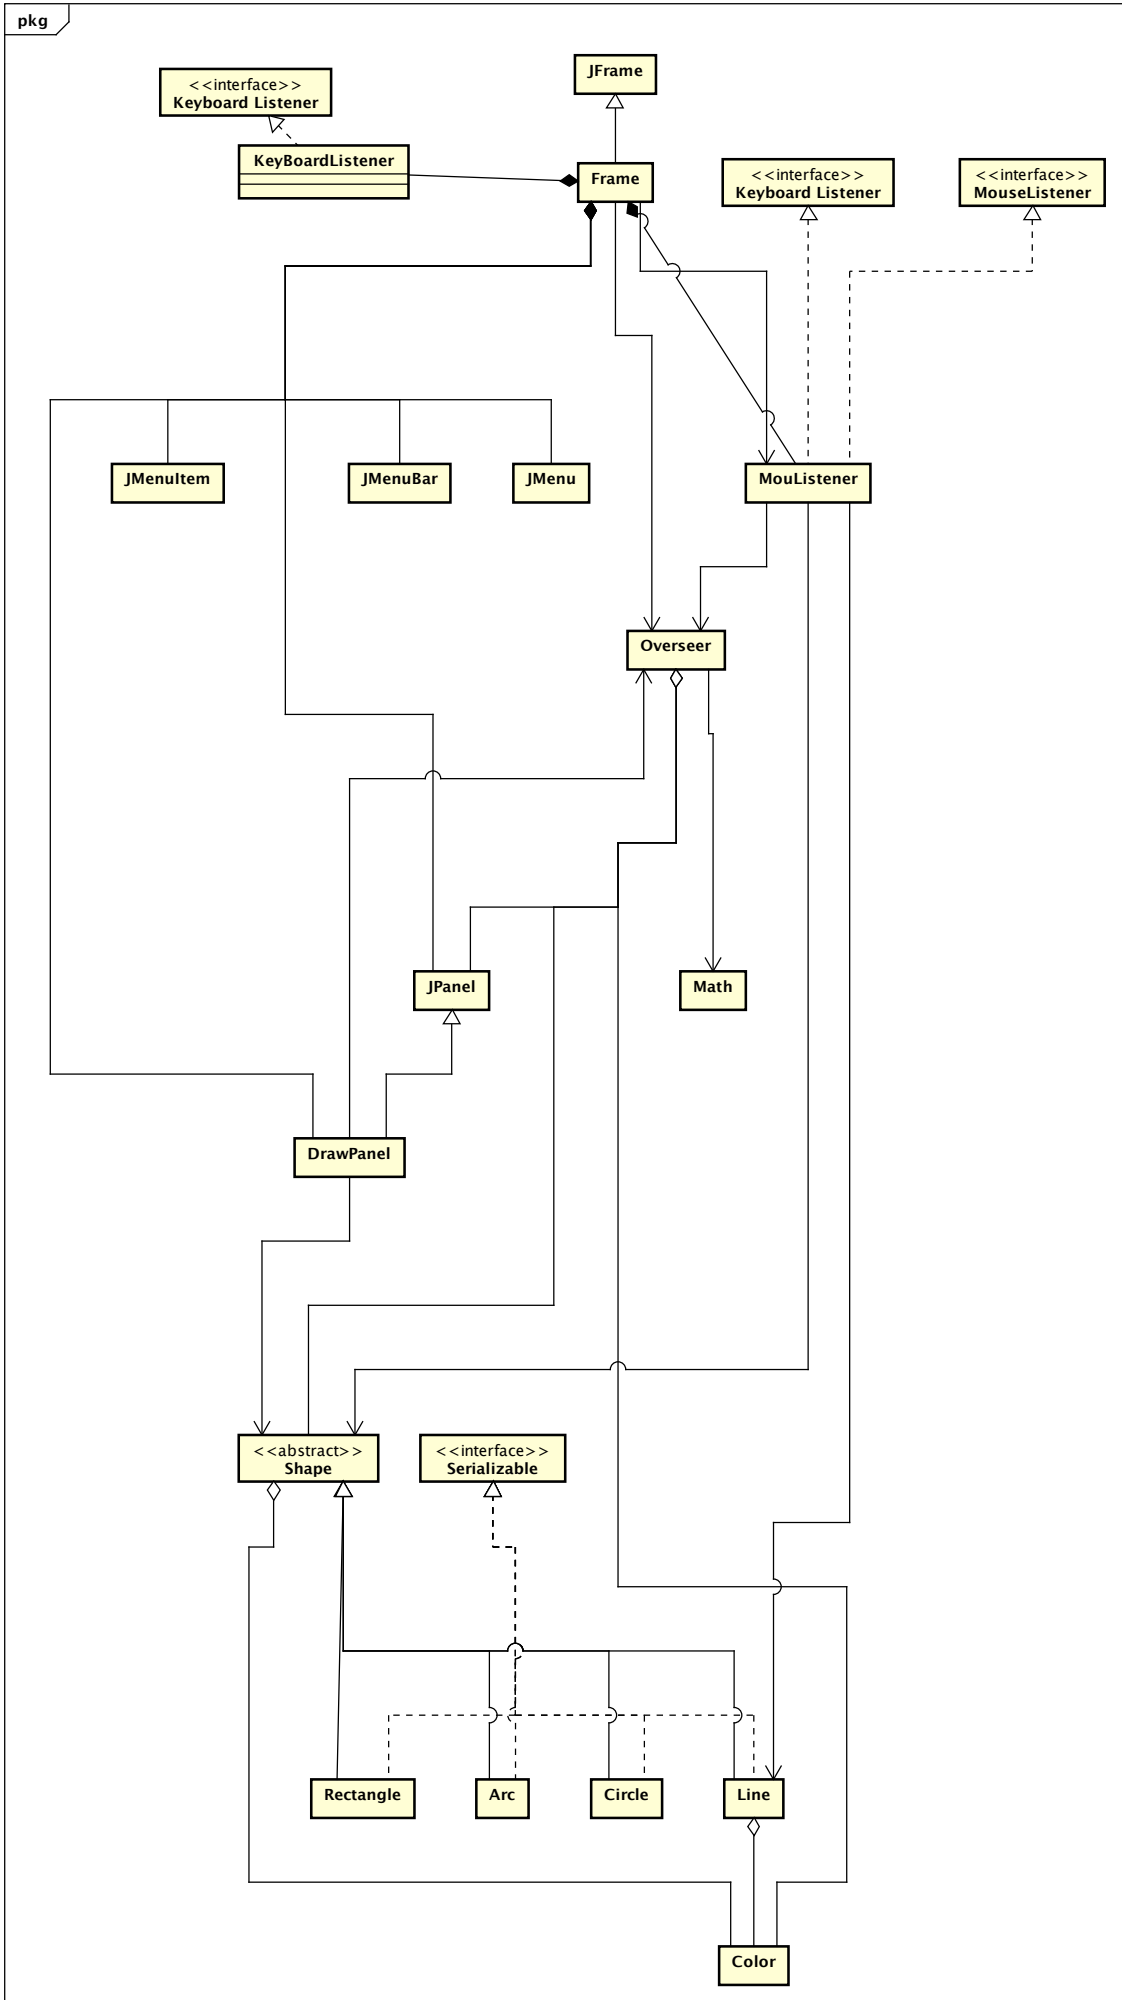 pkg
JFrame
<<interface>>
Keyboard Listener
KeyBoardListener
Frame
<<interface>>
Keyboard Listener
<<interface>>
MouseListener
JMenuItem
JMenuBar
JMenu
MouListener
Overseer
JPanel
Math
DrawPanel
<<abstract>>
Shape
<<interface>>
Serializable
Rectangle
Arc
Circle
Line
Color